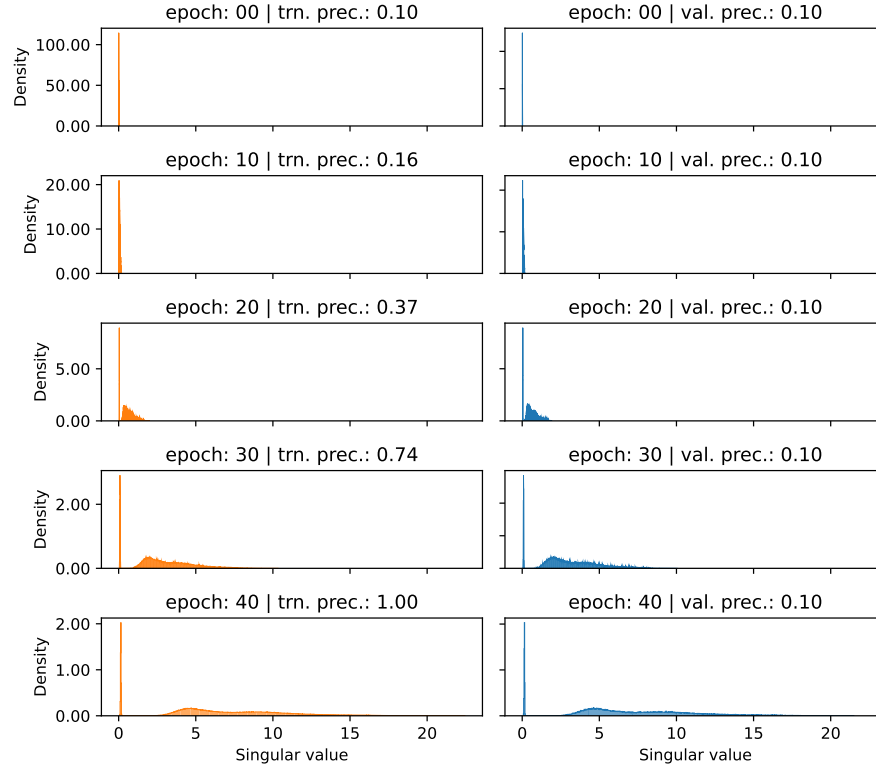 epoch: 00 | trn. prec.: 0.10
epoch: 00 | val. prec.: 0.10
100.00
50.00
0.00
Density
epoch: 10 | trn. prec.: 0.16
epoch: 10 | val. prec.: 0.10
20.00
10.00
0.00
Density
epoch: 20 | trn. prec.: 0.37
epoch: 20 | val. prec.: 0.10
5.00
0.00
Density
epoch: 30 | trn. prec.: 0.74
epoch: 30 | val. prec.: 0.10
2.00
0.00
Density
epoch: 40 | trn. prec.: 1.00
epoch: 40 | val. prec.: 0.10
2.00
1.00
0.00
Density
0 5 10 15 20
0 5 10 15 20
Singular value
Singular value